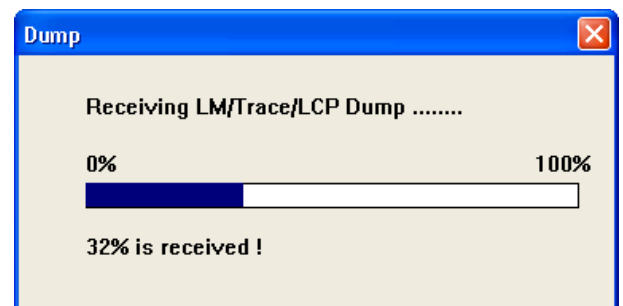 Dump
Receiving LM/Trace/LCP Dump ........
0% 100%
32% is received !